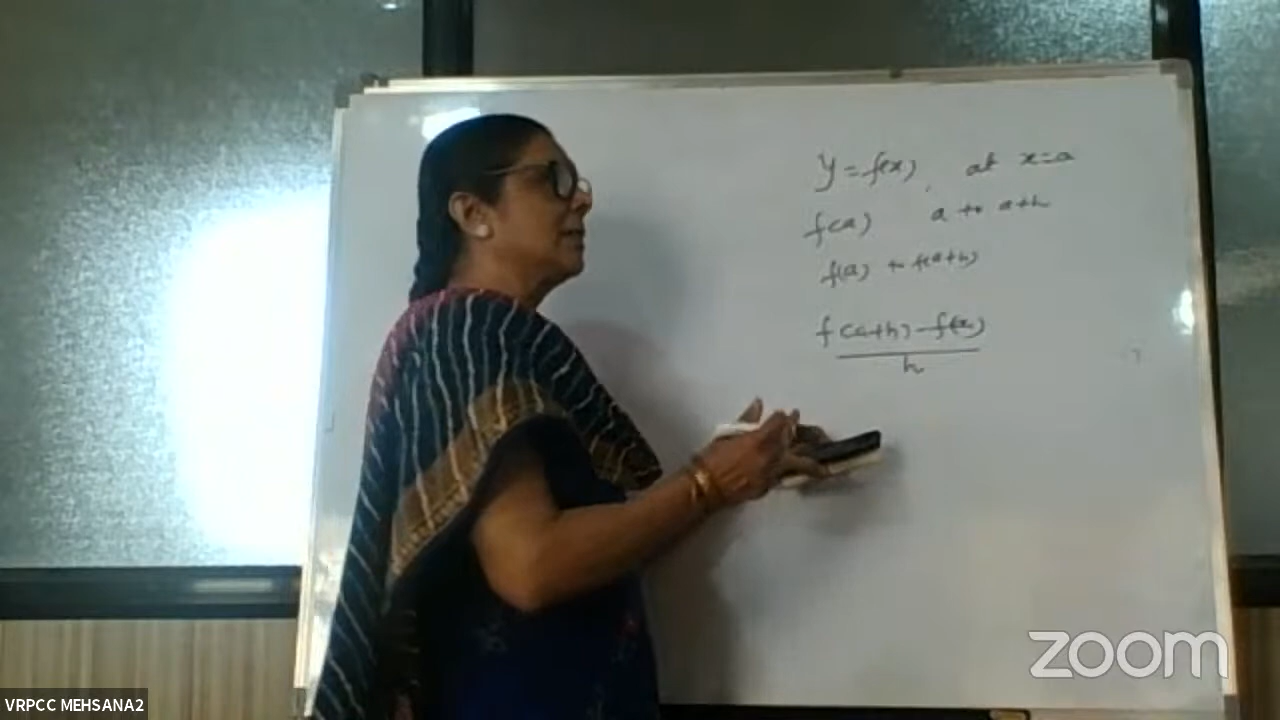 y = f(x), at x=a
f(a) a to a+h
f(a) to f(a+h)
f(a+h) - f(x)
h
zoom
VRPCC MEHSANA2